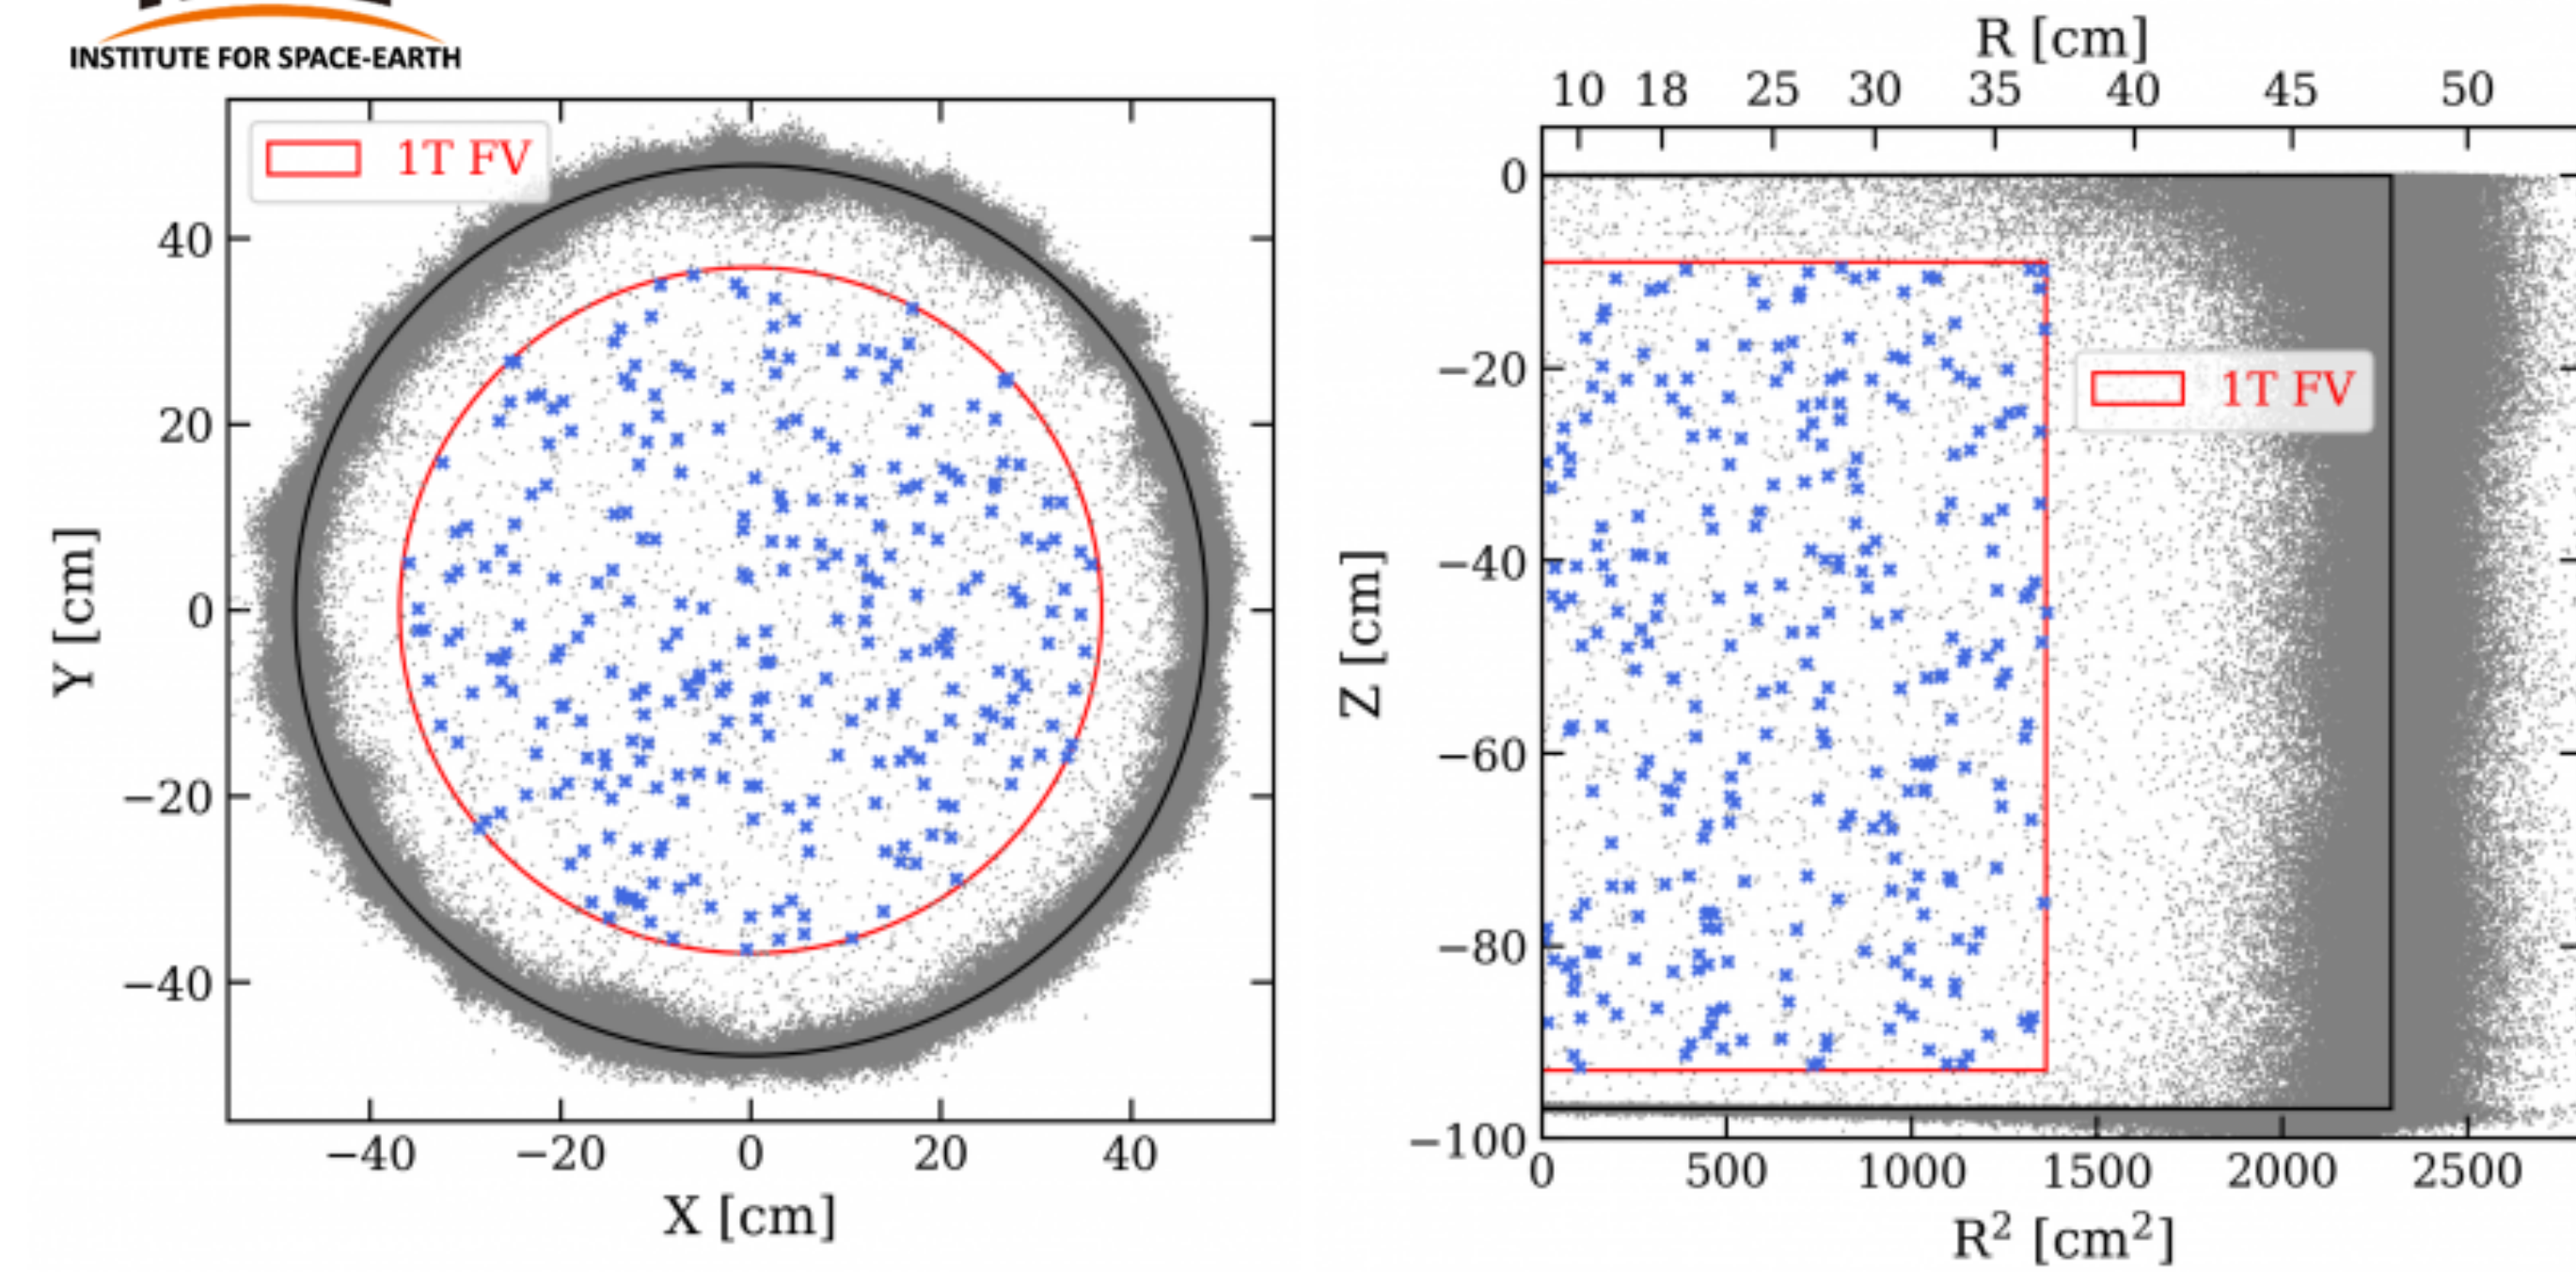 INSTITUTE FOR SPACE-EARTH
1T FV
Y [cm]
40
20
0
−20
−40
−40 −20 0 20 40
X [cm]
R [cm]
10 18 25 30 35 40 45 50
1T FV
Z [cm]
0
−20
−40
−60
−80
−100
0 500 1000 1500 2000 2500
R² [cm²]